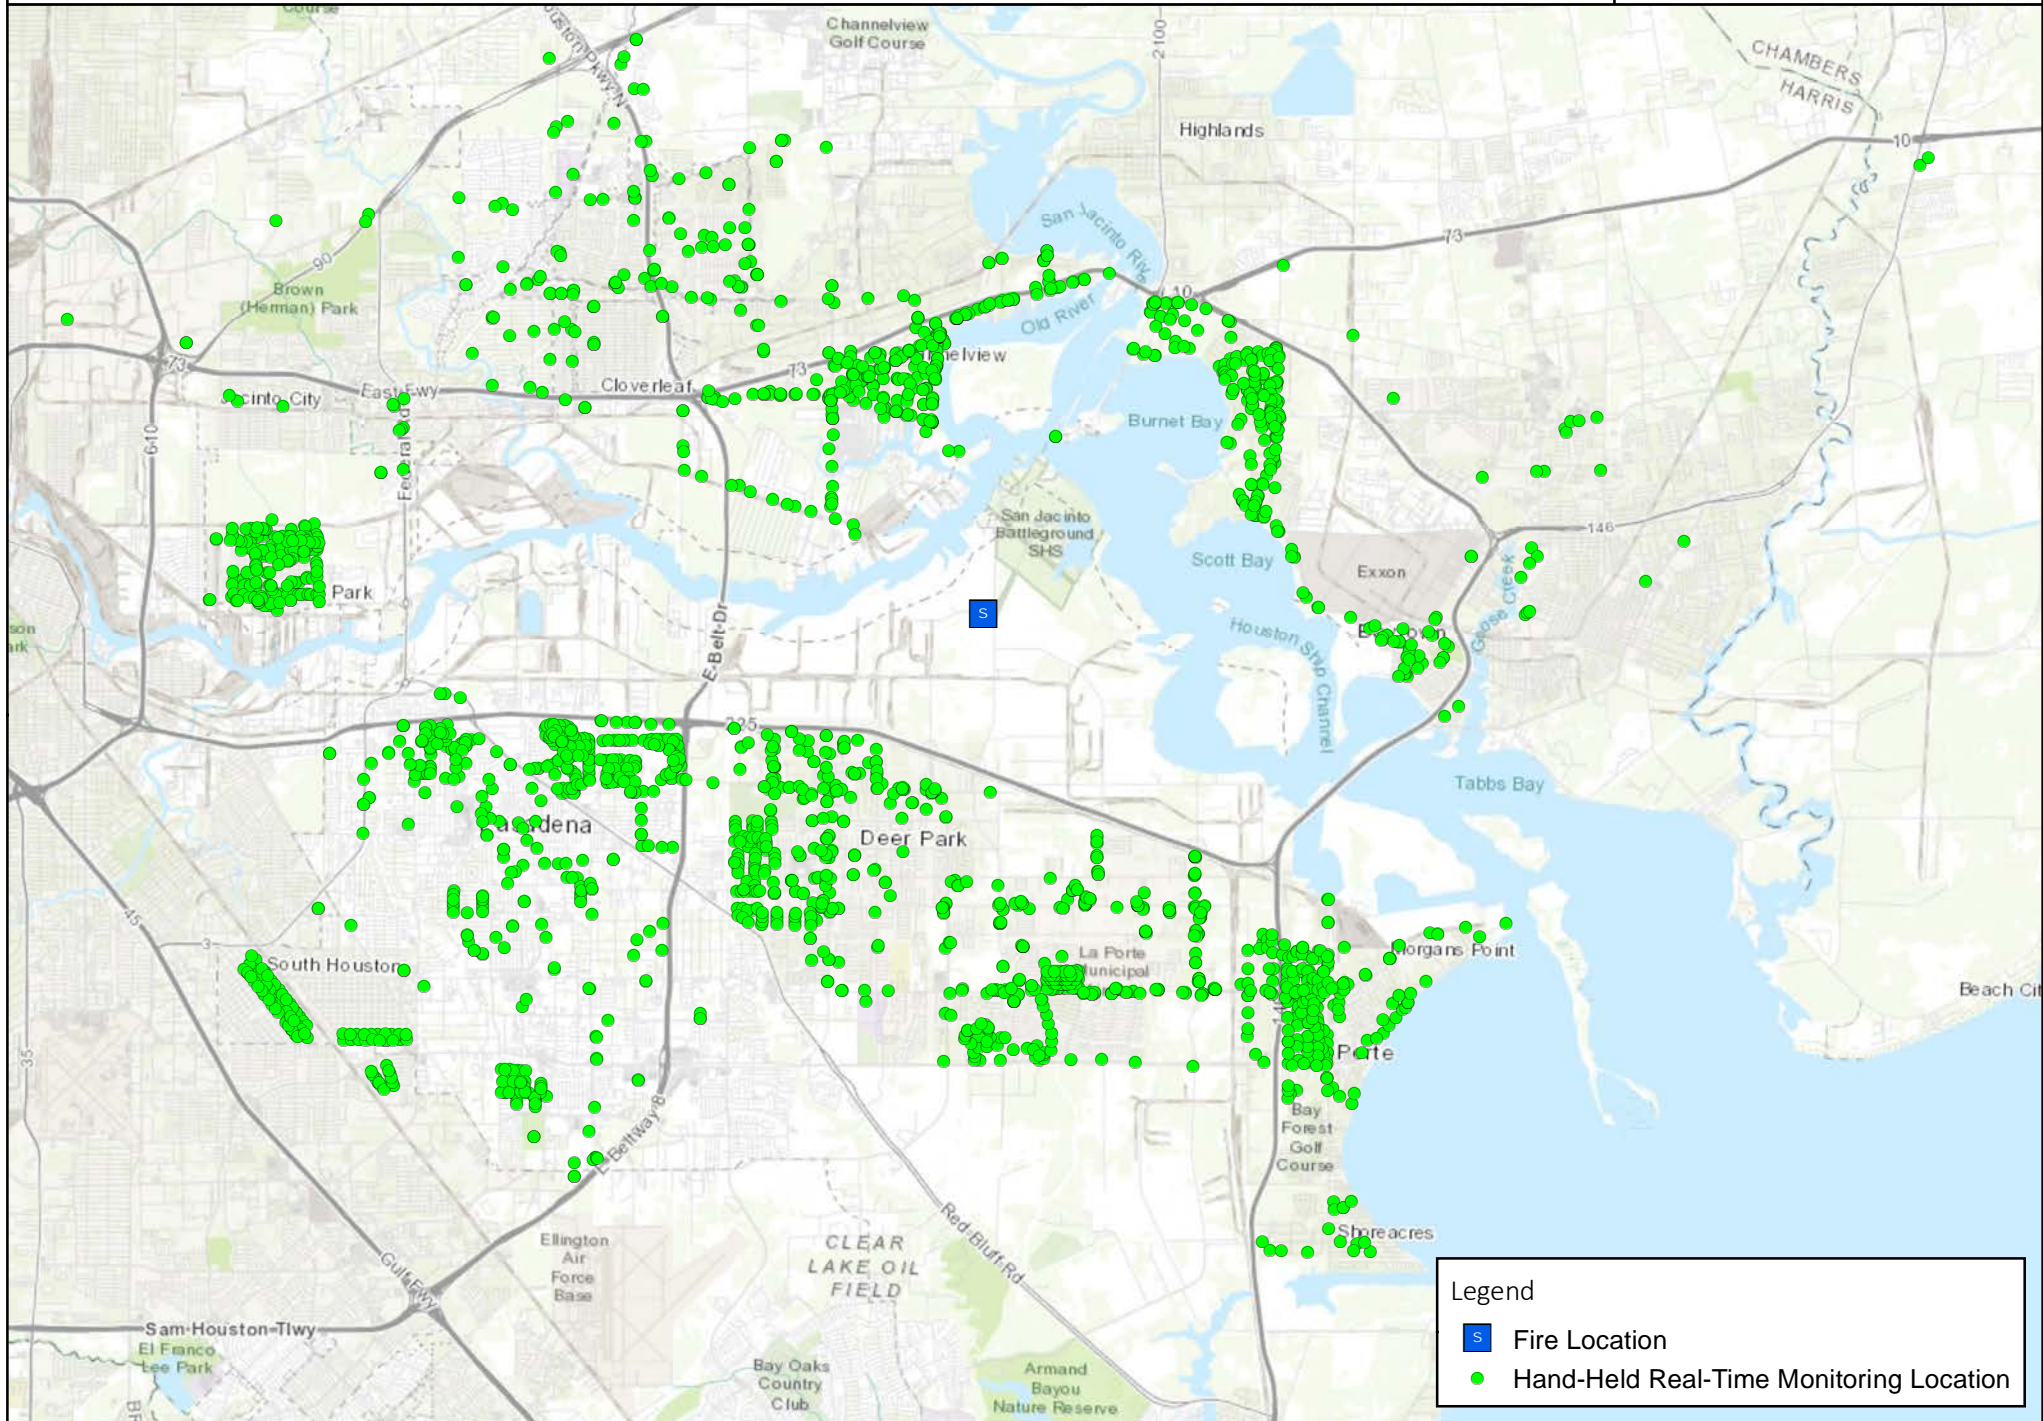 Course
Channelview
Golf Course
2100
CHAMBERS
HARRIS
Highlands
10
San Jacinto
73
90
Brown
(Herman) Park
10
Old River
73
73
East Fwy
Cloverleaf
Federal
610
Burnet Bay
San Jacinto
Battleground
SHS
146
Scott Bay
Exxon
Park
S
Goose Creek
Houston Ship Channel
E Belt Dr
225
Tabbs Bay
Deer Park
45
3
South Houston
La Porte
Morgans Point
Beach Cit
35
Bay
Forest
Golf
Course
E Beltway 8
Shoreacres
Red Bluff Rd
Ellington
Air
Force
Base
CLEAR
LAKE OIL
FIELD
Gulf Fwy
Sam Houston Tlwy
El Franco
Lee Park
Bay Oaks
Country
Club
Armand
Bayou
Nature Reserve
Legend
S Fire Location
Hand-Held Real-Time Monitoring Location